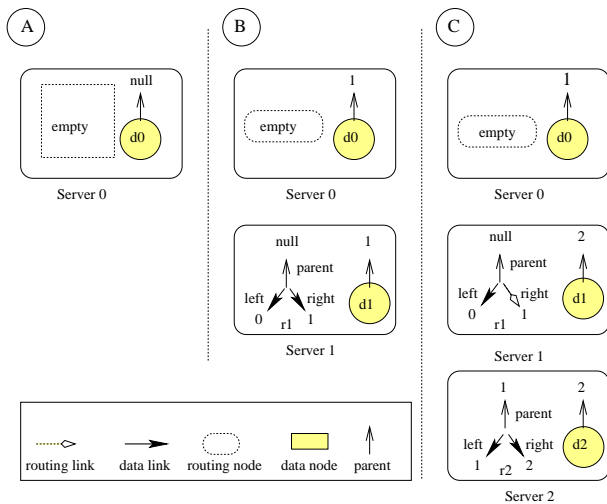 A
null
empty
d0
Server 0
B
1
empty
d0
Server 0
null
1
parent
left
right
d1
0
r1
1
Server 1
C
1
empty
d0
Server 0
null
2
parent
left
right
d1
0
r1
1
Server 1
1
2
parent
left
right
d2
1
r2
2
Server 2
routing link
data link
routing node
data node
parent